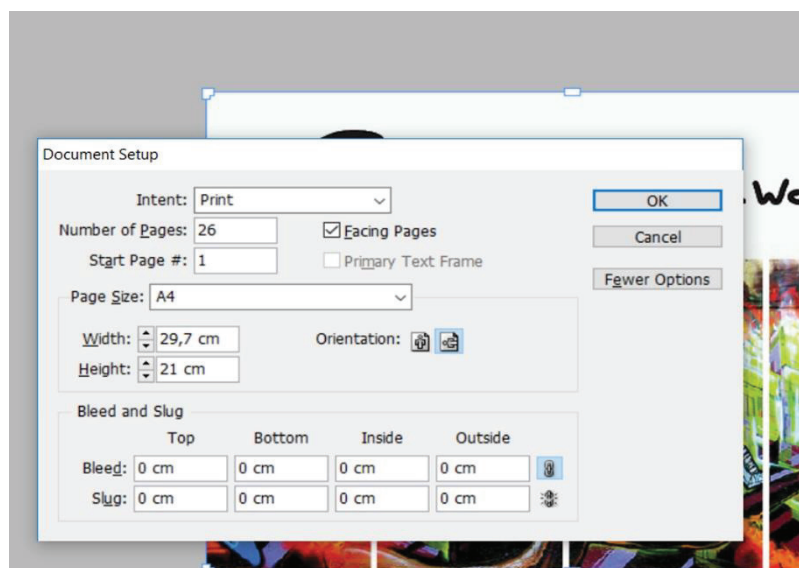 Document Setup
Intent: Print
OK
. Wo
Number of Pages: 26
Facing Pages
Cancel
Start Page #: 1
Primary Text Frame
Fewer Options
Page Size: A4
Width: 29,7 cm
Orientation:
Height: 21 cm
Bleed and Slug
Top Bottom Inside Outside
Bleed: 0 cm 0 cm 0 cm 0 cm
Slug: 0 cm 0 cm 0 cm 0 cm